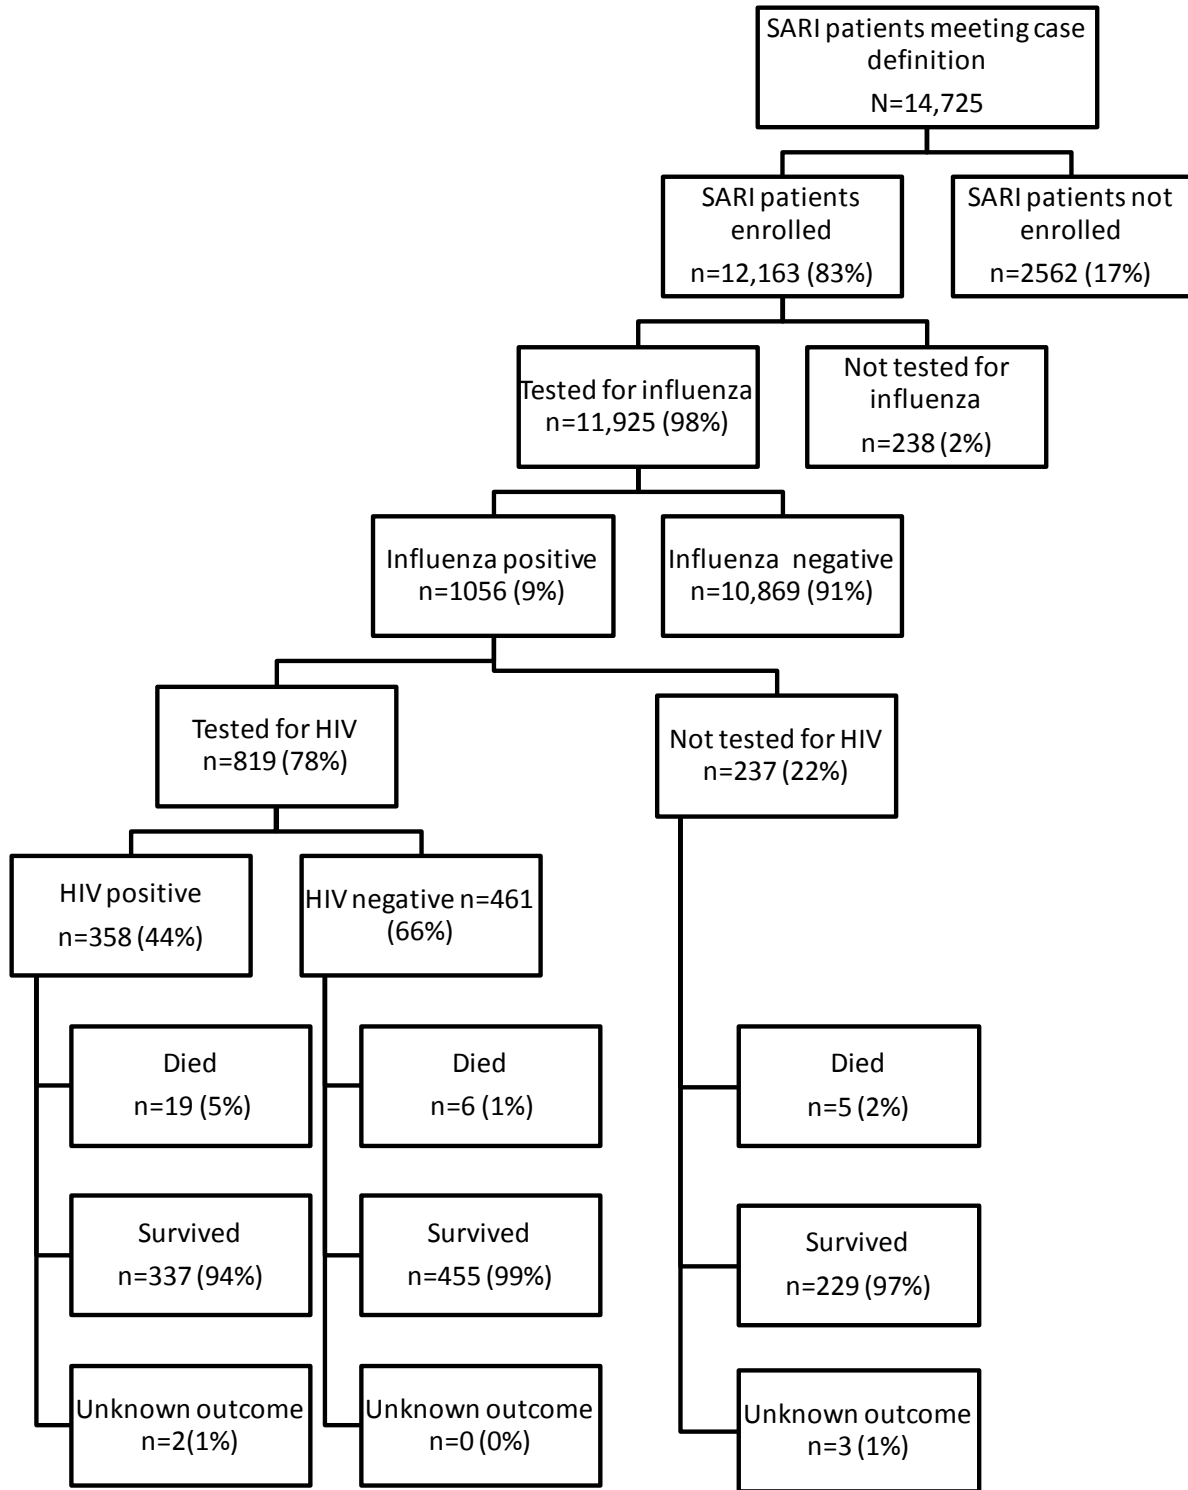 SARI patients meeting case
definition
N=14,725
SARI patients
enrolled
n=12,163 (83%)
SARI patients not
enrolled
n=2562 (17%)
Tested for influenza
n=11,925 (98%)
Not tested for
influenza
n=238 (2%)
Influenza positive
n=1056 (9%)
Influenza negative
n=10,869 (91%)
Tested for HIV
n=819 (78%)
Not tested for HIV
n=237 (22%)
HIV positive
n=358 (44%)
HIV negative n=461
(66%)
Died
n=19 (5%)
Died
n=6 (1%)
Died
n=5 (2%)
Survived
n=337 (94%)
Survived
n=455 (99%)
Survived
n=229 (97%)
Unknown outcome
n=2(1%)
Unknown outcome
n=0 (0%)
Unknown outcome
n=3 (1%)